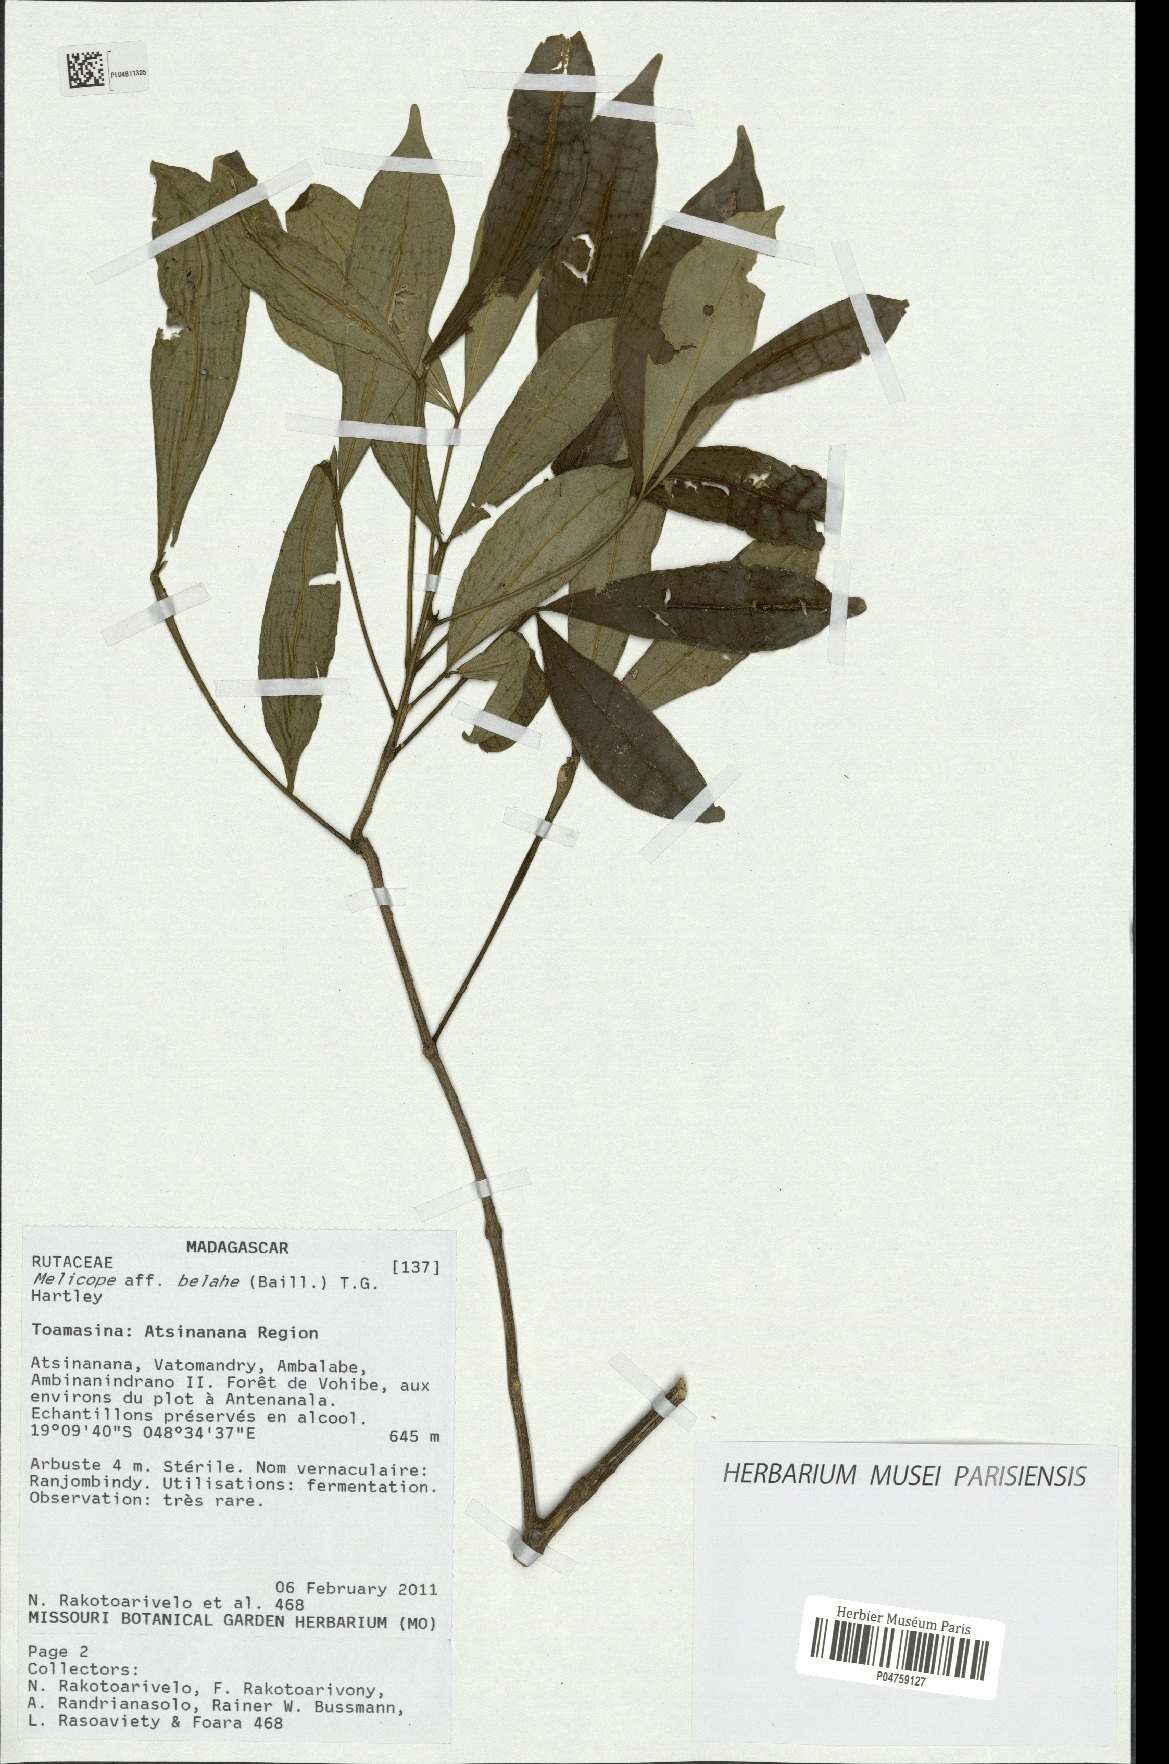 P04811305
MADAGASCAR
RUTACEAE [137]
Melicope aff. belahe (Baill.) T.G.
Hartley
Toamasina: Atsinanana Region
Atsinanana, Vatomandry, Ambalabe,
Ambinanindrano II. Forêt de Vohibe, aux
environs du plot à Antenanala.
Echantillons préservés en alcool.
19°09'40"S 048°34'37"E 645 m
Arbuste 4 m. Stérile. Nom vernaculaire:
Ranjombindy. Utilisations: fermentation.
Observation: très rare.
06 February 2011
N. Rakotoarivelo et al. 468
MISSOURI BOTANICAL GARDEN HERBARIUM (MO)
Page 2
Collectors:
N. Rakotoarivelo, F. Rakotoarivony,
A. Randrianasolo, Rainer W. Bussmann,
L. Rasoaviety & Foara 468
HERBARIUM MUSEI PARISIENSIS
Herbier Muséum Paris
P04759127